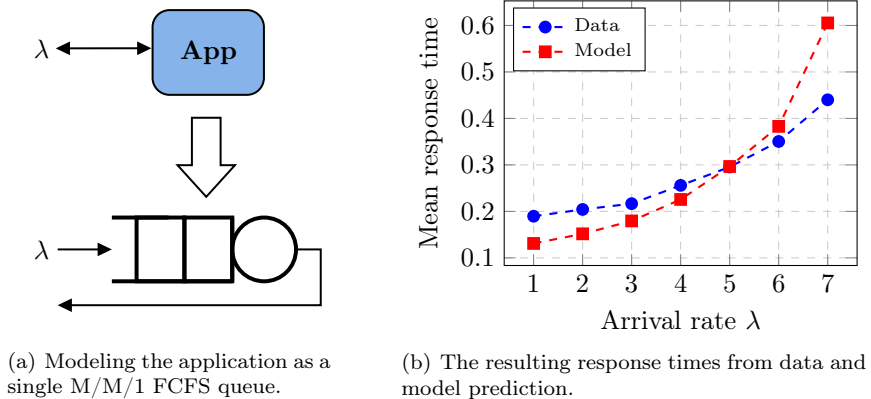 λ
App
λ
(a) Modeling the application as a
single M/M/1 FCFS queue.
Data
Model
Mean response time
0.6
0.5
0.4
0.3
0.2
0.1
1 2 3 4 5 6 7
Arrival rate λ
(b) The resulting response times from data and
model prediction.